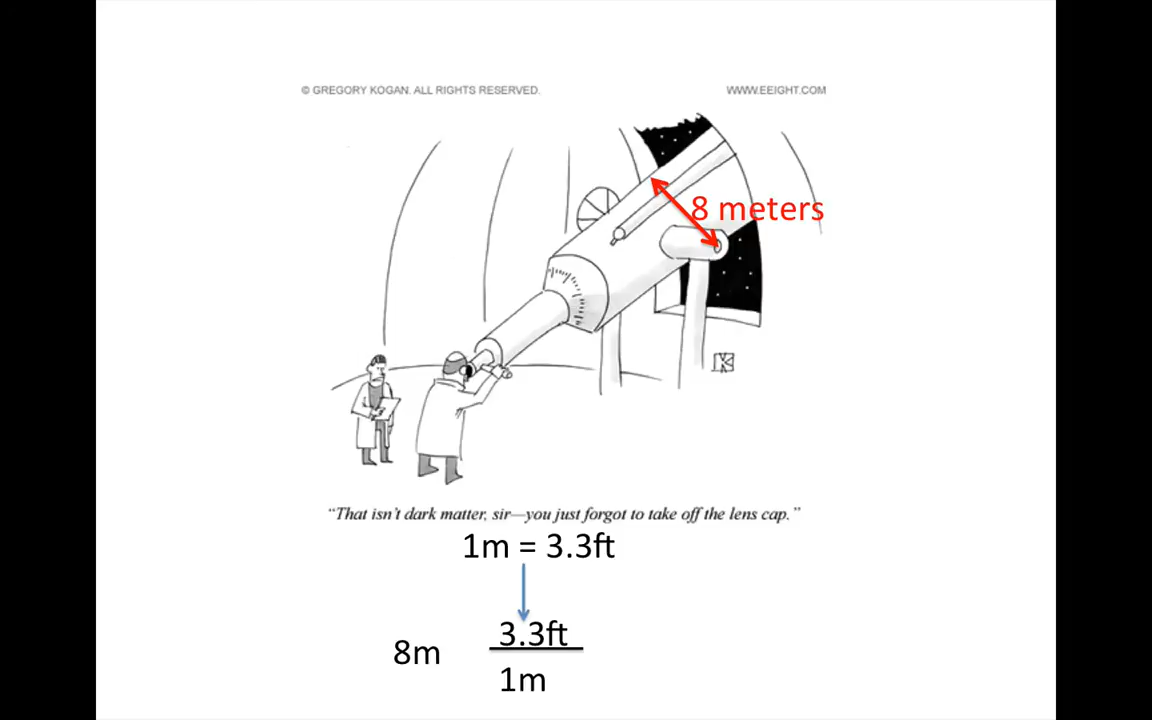 © GREGORY KOGAN. ALL RIGHTS RESERVED. WWW.EEIGHT.COM
8 meters
“That isn’t dark matter, sir—you just forgot to take off the lens cap.”
1m = 3.3ft
3.3ft
8m
1m